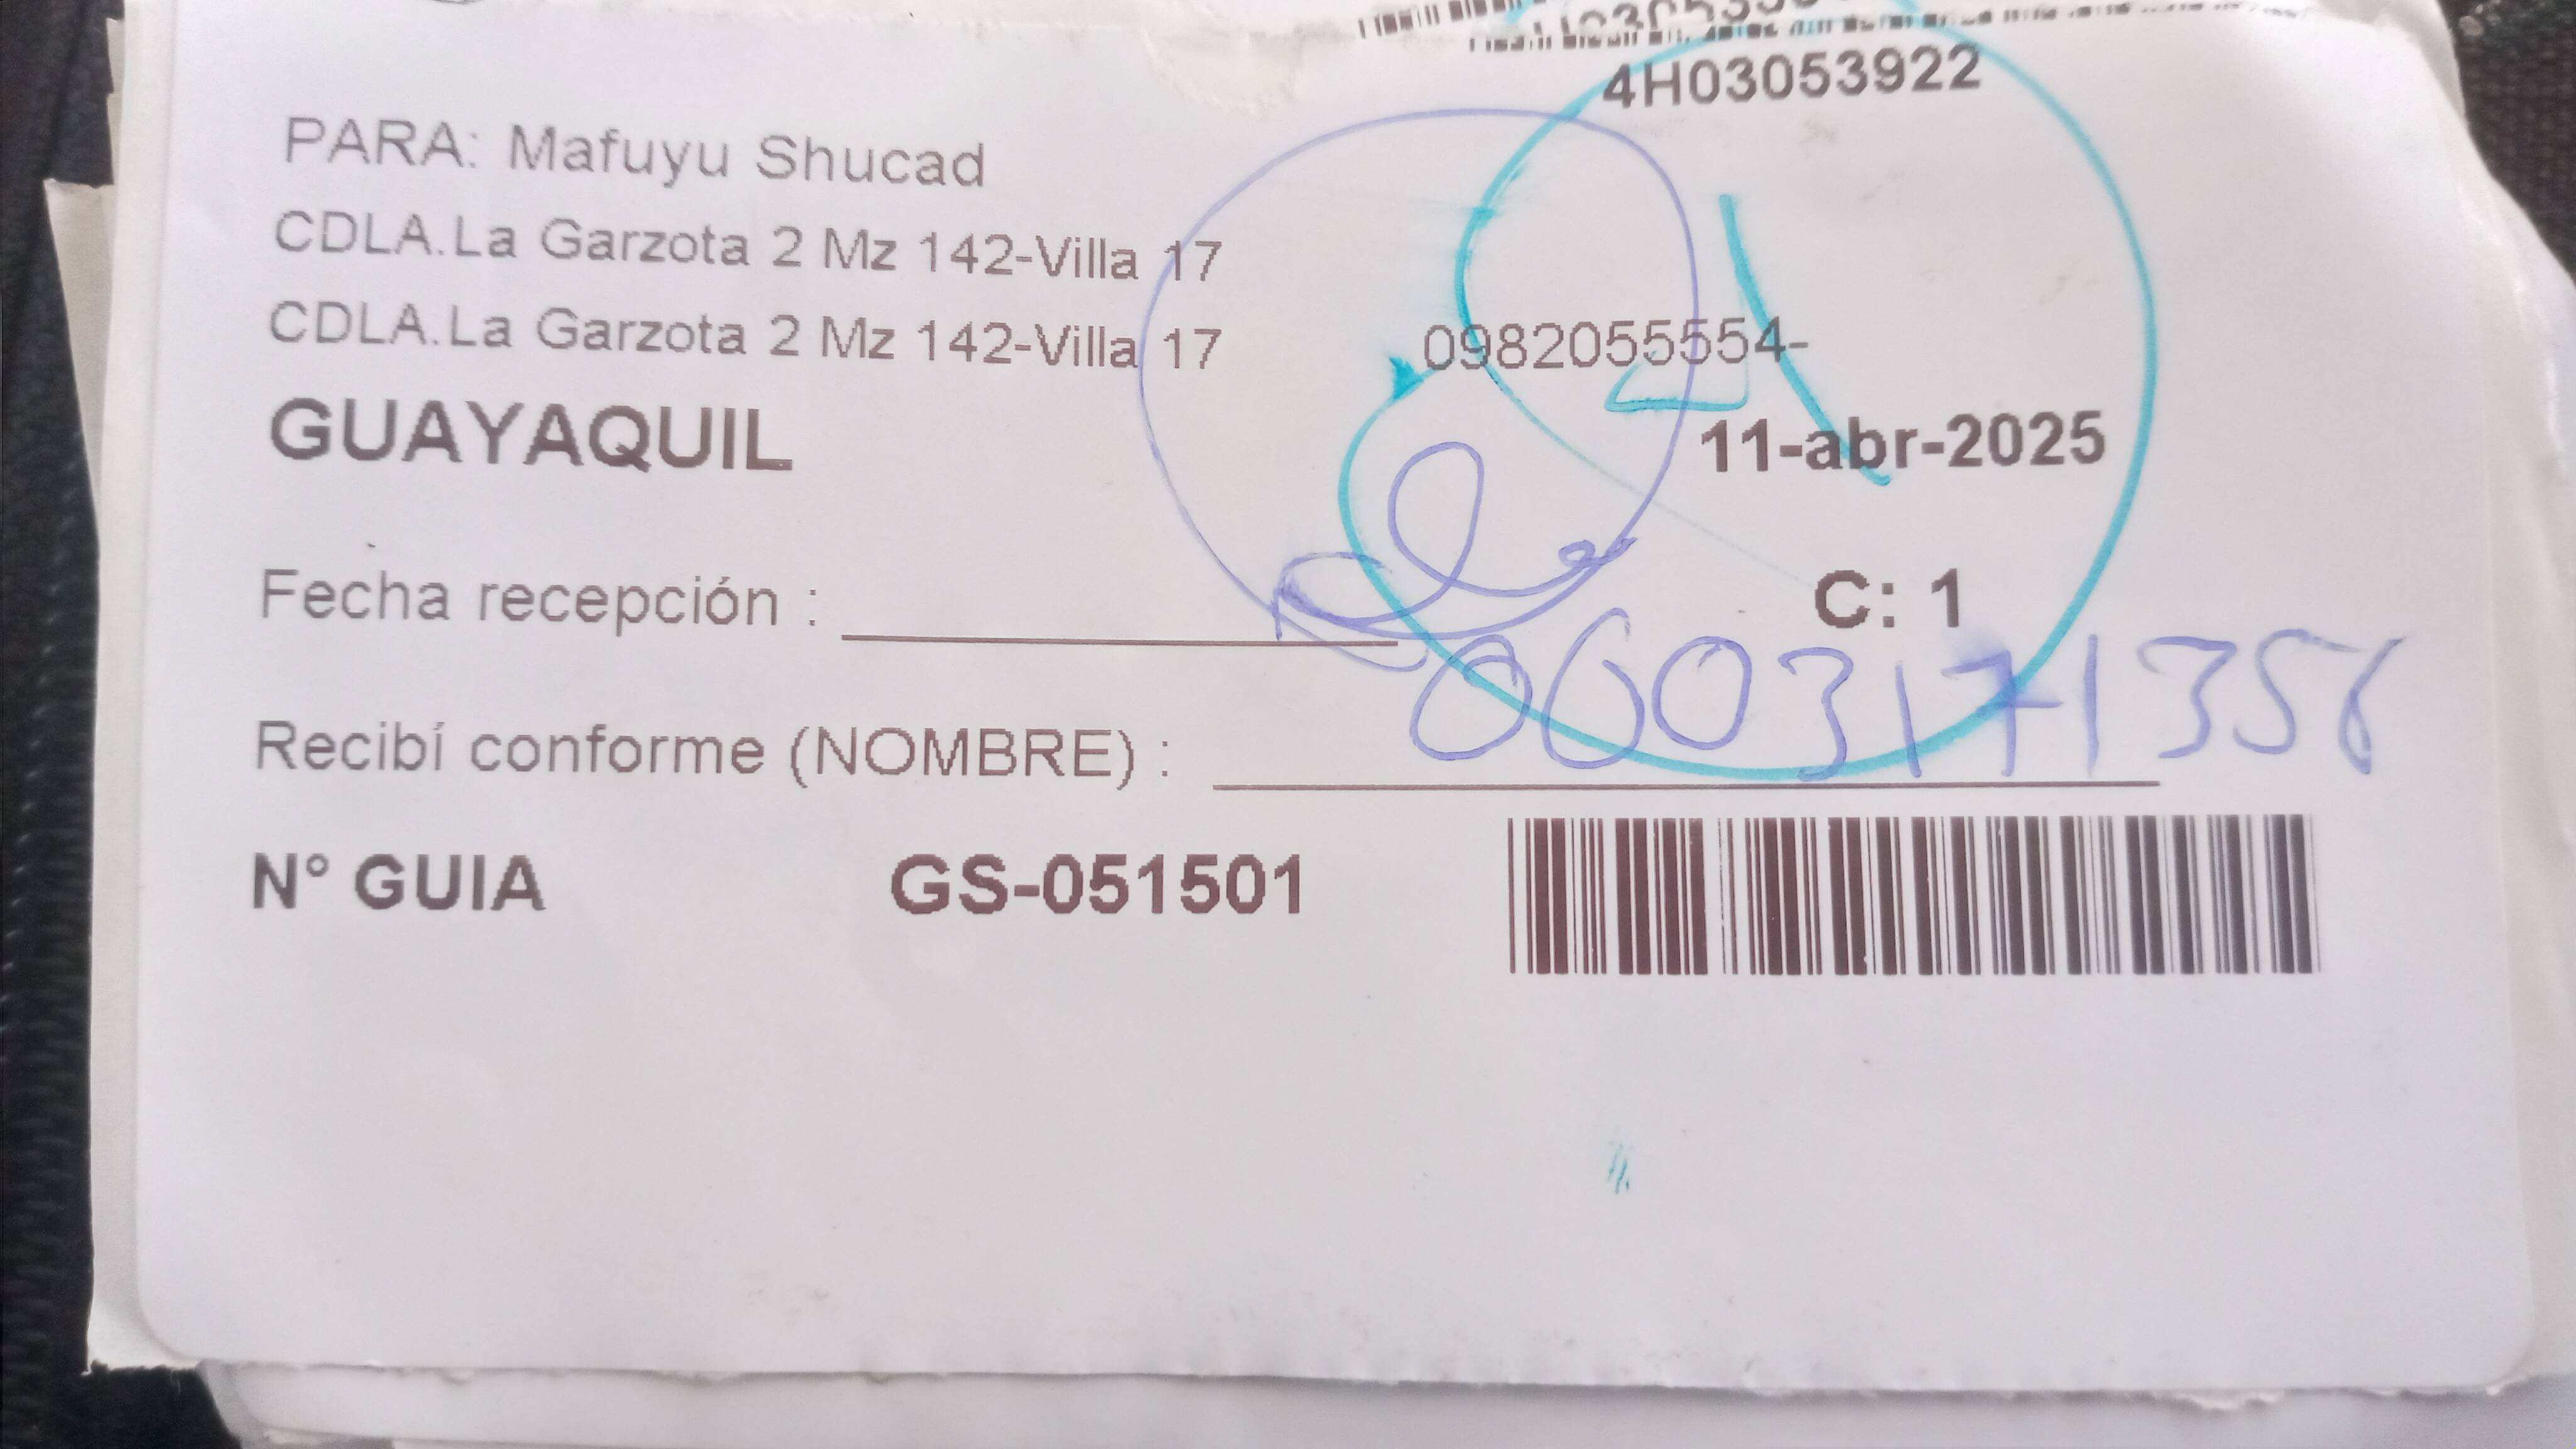 4H03053922
PARA: Mafuyu Shucad
CDLA.La Garzota 2 Mz 142-Villa 17
CDLA.La Garzota 2 Mz 142-Villa 17 0982055554-
GUAYAQUIL 11-abr-2025
Fecha recepción : C: 1
Recibí conforme (NOMBRE) : 0603171356
N° GUIA GS-051501